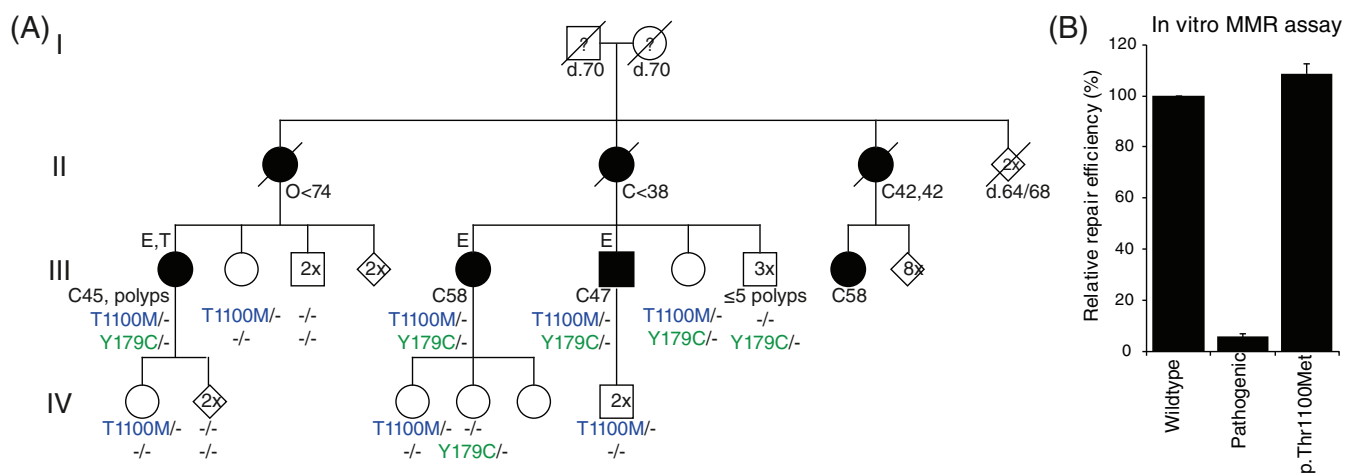 (A)
I
? ?
d.70 d.70
II
2x
O<74 C<38 C42,42 d.64/68
E,T E E
III
2x 2x 3x 8x
C45, polyps C58 C47 ≤5 polyps C58
T1100M/- T1100M/- -/- T1100M/- T1100M/- T1100M/- -/-
Y179C/- -/- -/- Y179C/- Y179C/- Y179C/- Y179C/-
IV
2x 2x
T1100M/- -/- T1100M/- -/- T1100M/-
-/- -/- -/- Y179C/- -/-
(B)
In vitro MMR assay
Relative repair efficiency (%)
120
100
80
60
40
20
0
Wildtype
Pathogenic
p.Thr1100Met